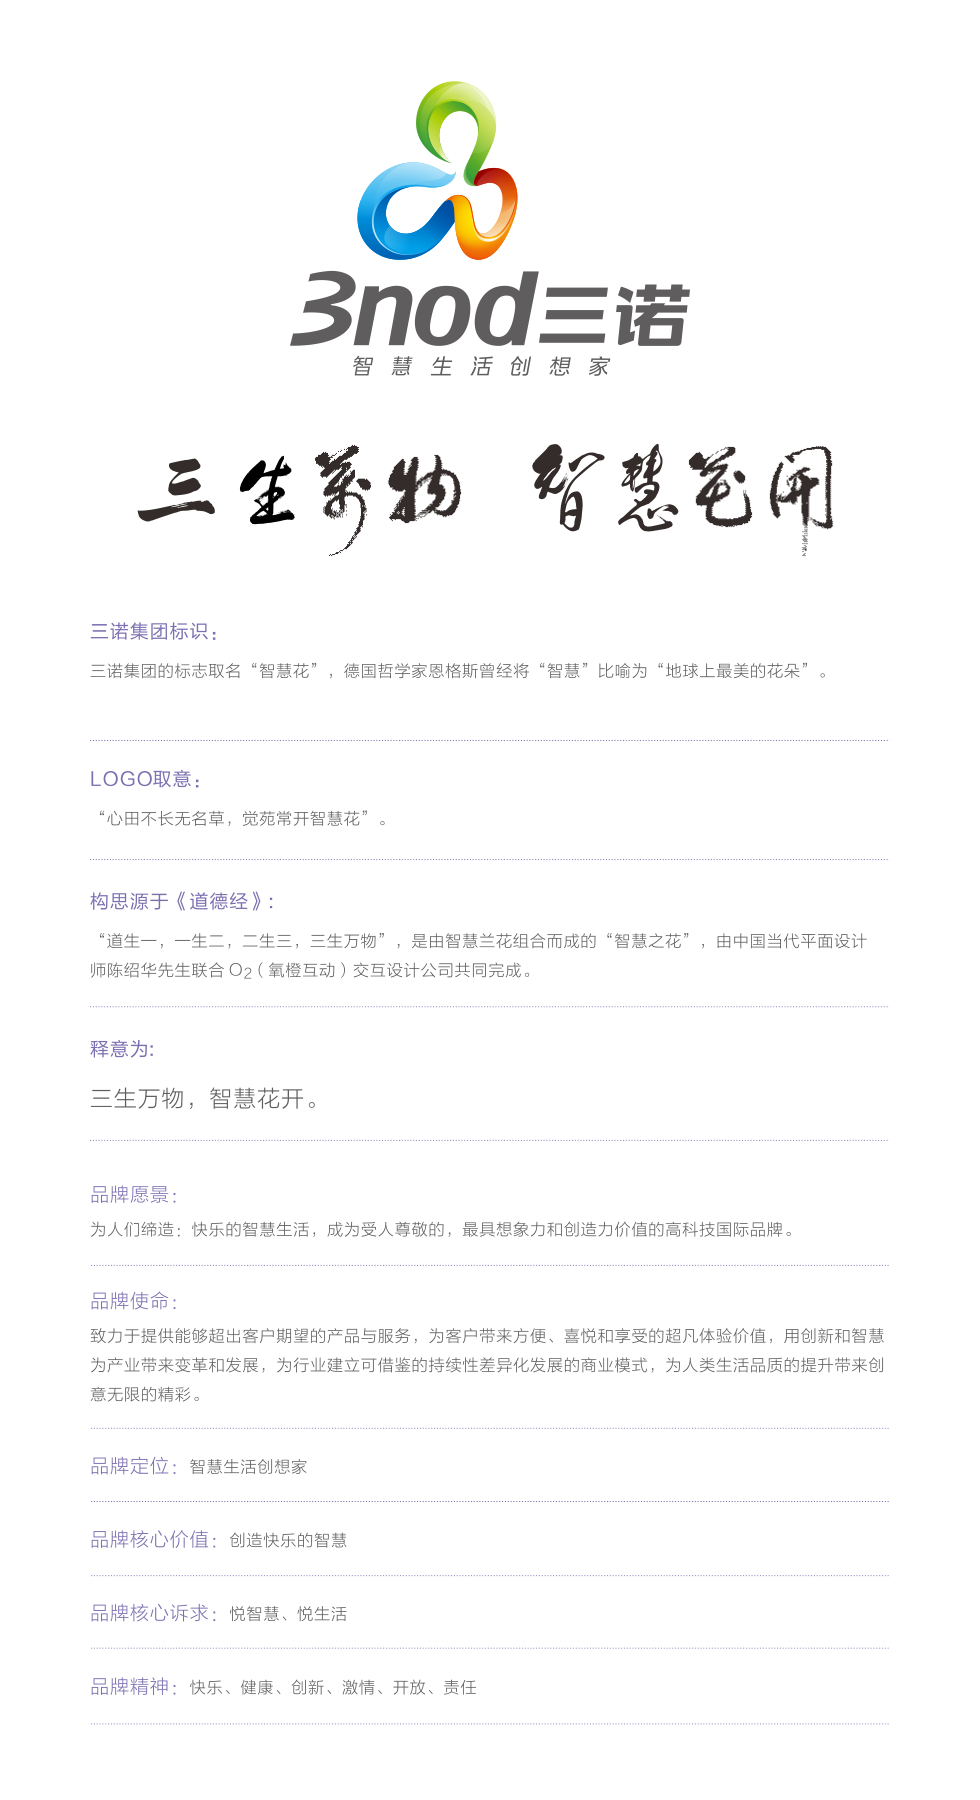 3nod三诺
智慧生活创想家
三生萬物 智慧花開
三诺集团标识：
三诺集团的标志取名“智慧花”，德国哲学家恩格斯曾经将“智慧”比喻为“地球上最美的花朵”。
LOGO取意：
“心田不长无名草，觉苑常开智慧花”。
构思源于《道德经》:
“道生一，一生二，二生三，三生万物”，是由智慧兰花组合而成的“智慧之花”，由中国当代平面设计
师陈绍华先生联合 O2（氧橙互动）交互设计公司共同完成。
释意为:
三生万物，智慧花开。
品牌愿景：
为人们缔造：快乐的智慧生活，成为受人尊敬的，最具想象力和创造力价值的高科技国际品牌。
品牌使命：
致力于提供能够超出客户期望的产品与服务，为客户带来方便、喜悦和享受的超凡体验价值，用创新和智慧
为产业带来变革和发展，为行业建立可借鉴的持续性差异化发展的商业模式，为人类生活品质的提升带来创
意无限的精彩。
品牌定位：智慧生活创想家
品牌核心价值：创造快乐的智慧
品牌核心诉求：悦智慧、悦生活
品牌精神：快乐、健康、创新、激情、开放、责任